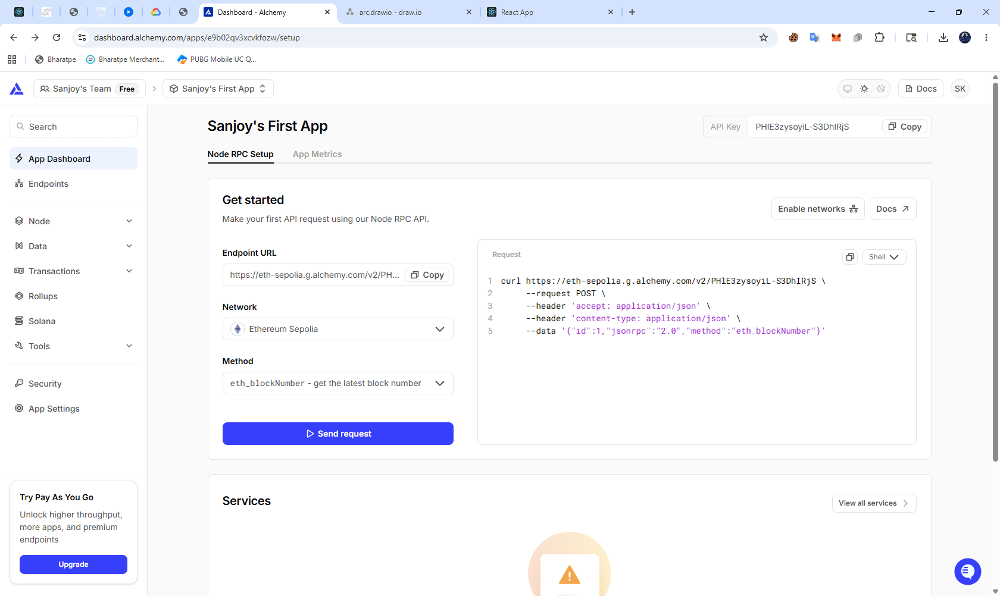 Dashboard - Alchemy
arc.drawio - draw.io
React App
dashboard.alchemy.com/apps/e9b02qv3xcvkfozw/setup
Bharatpe
Bharatpe Merchant...
PUBG Mobile UC Q...
Sanjoy's Team Free
Sanjoy's First App
Docs
SK
Search
App Dashboard
Endpoints
Node
Data
Transactions
Rollups
Solana
Tools
Security
App Settings
Try Pay As You Go
Unlock higher throughput,
more apps, and premium
endpoints
Upgrade
Sanjoy's First App
API Key PHlE3zysoyiL-S3DhIRjS Copy
Node RPC Setup
App Metrics
Get started
Make your first API request using our Node RPC API.
Enable networks
Docs
Endpoint URL
https://eth-sepolia.g.alchemy.com/v2/PH... Copy
Network
Ethereum Sepolia
Method
eth_blockNumber - get the latest block number
Send request
Request
Shell
1 curl https://eth-sepolia.g.alchemy.com/v2/PHlE3zysoyiL-S3DhIRjS \
2 --request POST \
3 --header 'accept: application/json' \
4 --header 'content-type: application/json' \
5 --data '{"id":1,"jsonrpc":"2.0","method":"eth_blockNumber"}'
Services
View all services